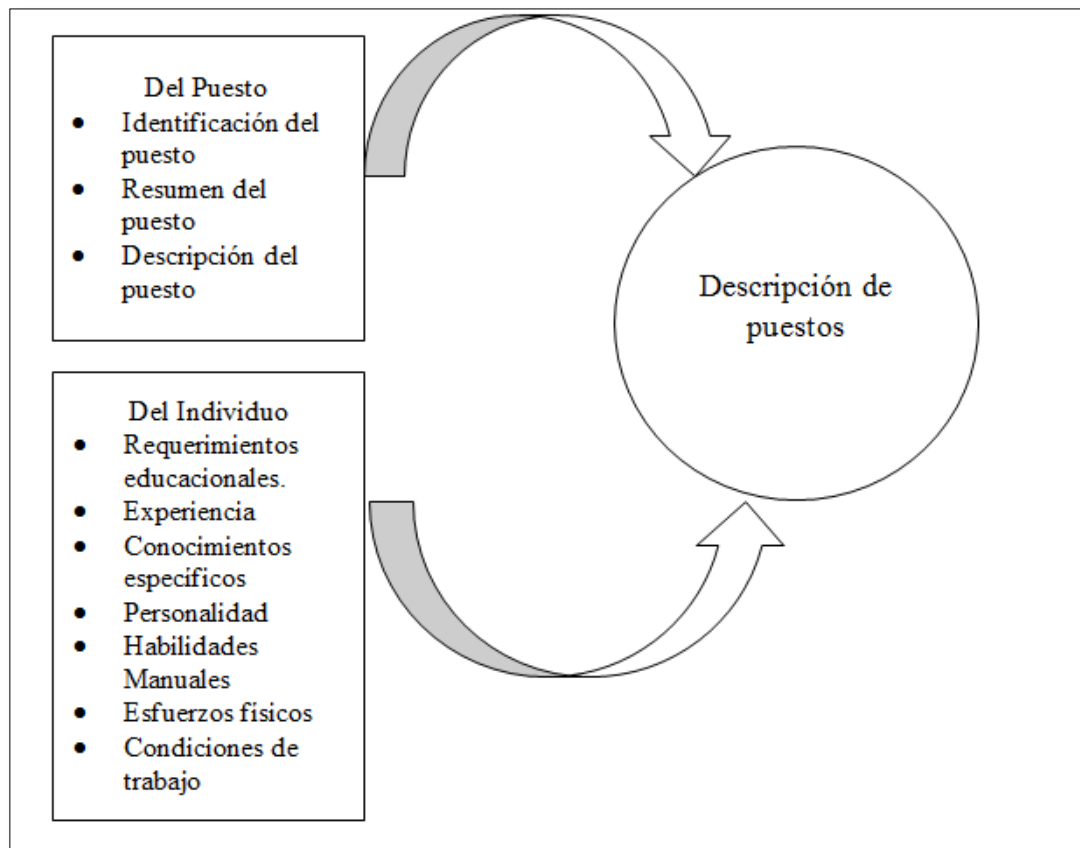 Del Puesto
• Identificación del
puesto
• Resumen del
puesto
• Descripción del
puesto
Del Individuo
• Requerimientos
educacionales.
• Experiencia
• Conocimientos
específicos
• Personalidad
• Habilidades
Manuales
• Esfuerzos físicos
• Condiciones de
trabajo
Descripción de
puestos